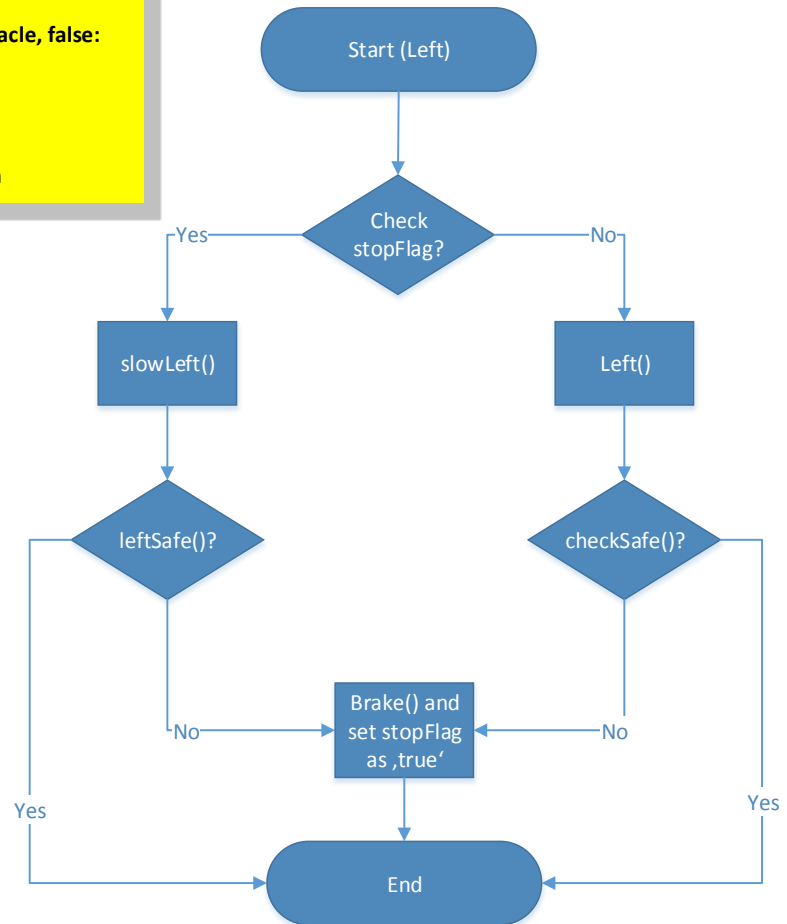 acle, false:
Start (Left)
Check
stopFlag?
Yes
No
slowLeft()
Left()
leftSafe()?
checkSafe()?
Brake() and
set stopFlag
as ‚true‘
No
No
Yes
Yes
End